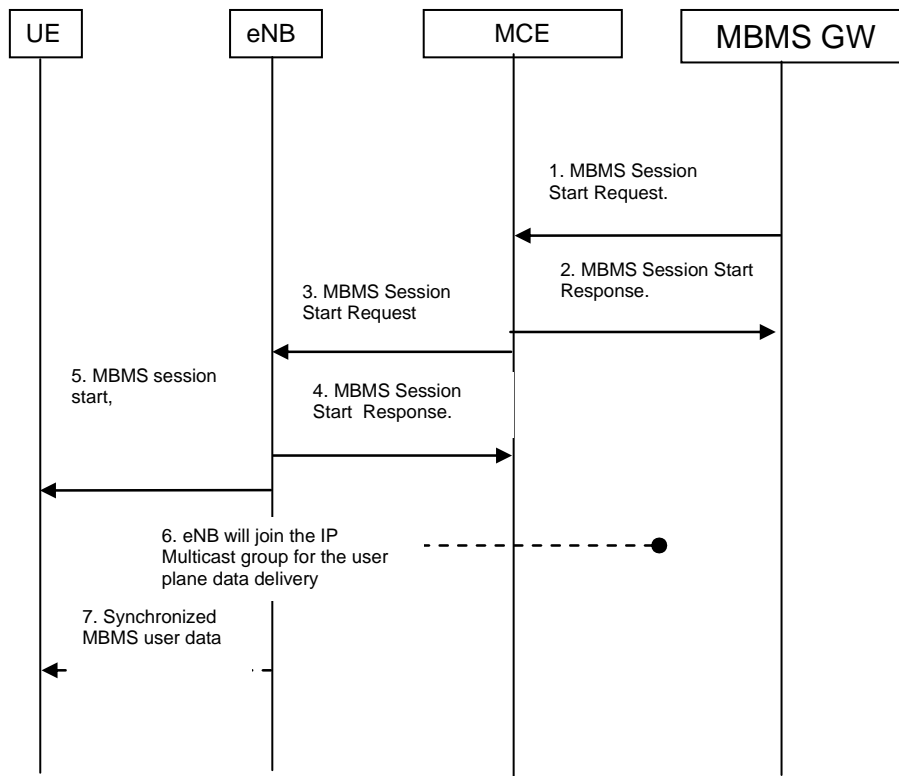 UE
eNB
MCE
MBMS GW
1. MBMS Session
Start Request.
2. MBMS Session Start
Response.
3. MBMS Session
Start Request
4. MBMS Session
Start  Response.
5. MBMS session
start,
6. eNB will join the IP
Multicast group for the user
plane data delivery
7. Synchronized
MBMS user data